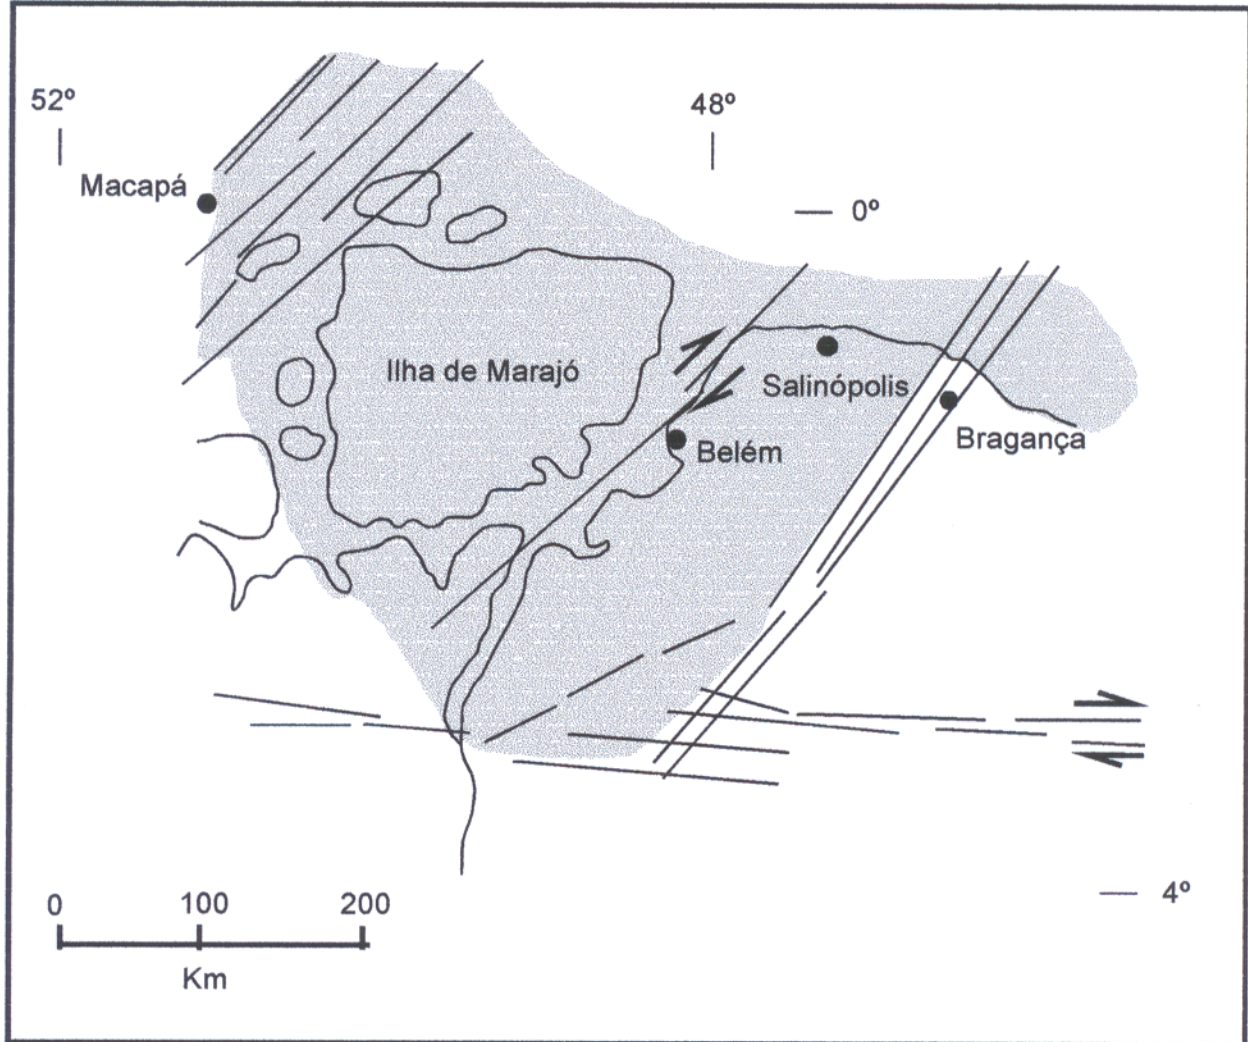 52º
48º
Macapá
0º
Ilha de Marajó
Salinópolis
Bragança
Belém
4º
0 100 200
Km